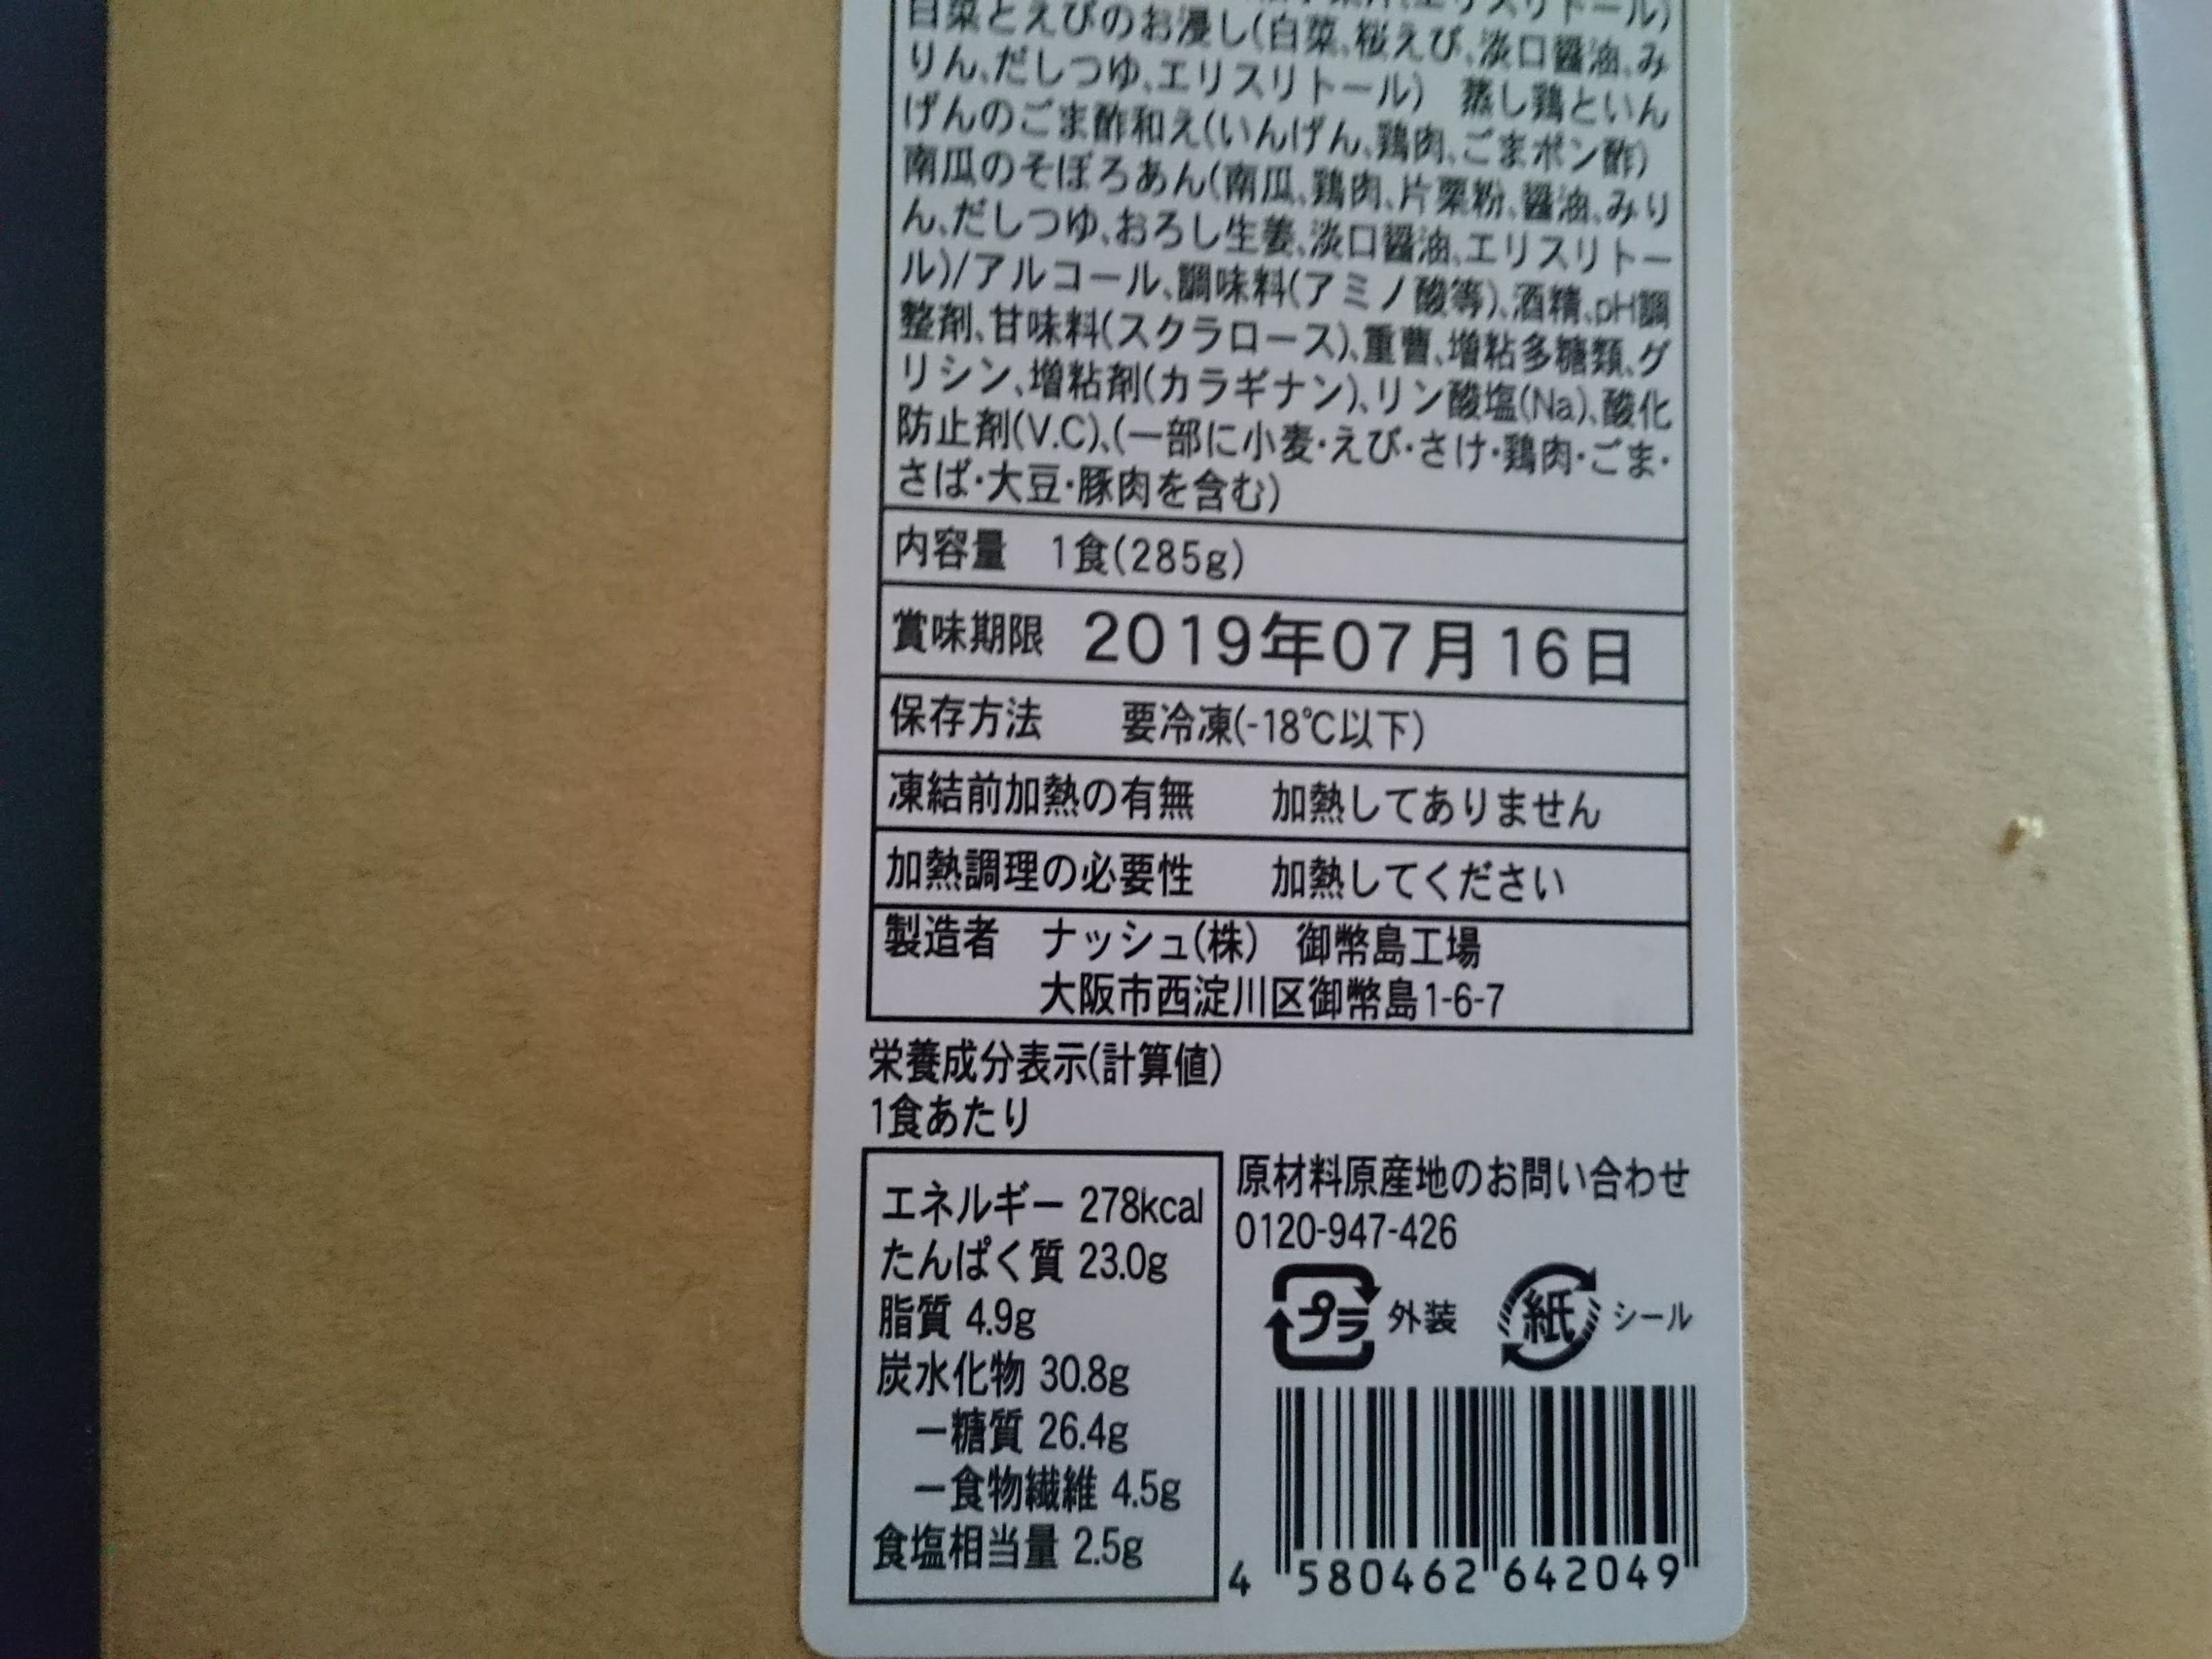 (エリスリトール)
白菜とえびのお浸し(白菜、桜えび、淡口醤油、み
りん、だしつゆ、エリスリトール) 蒸し鶏といん
げんのごま酢和え(いんげん、鶏肉、ごまポン酢)
南瓜のそぼろあん(南瓜、鶏肉、片栗粉、醤油、みり
ん、だしつゆ、おろし生姜、淡口醤油、エリスリトー
ル)/アルコール、調味料(アミノ酸等)、酒精、pH調
整剤、甘味料(スクラロース)、重曹、増粘多糖類、グ
リシン、増粘剤(カラギナン)、リン酸塩(Na)、酸化
防止剤(V.C)、(一部に小麦・えび・さけ・鶏肉・ごま・
さば・大豆・豚肉を含む)
内容量 1食(285g)
賞味期限 2019年07月16日
保存方法 要冷凍(-18℃以下)
凍結前加熱の有無 加熱してありません
加熱調理の必要性 加熱してください
製造者 ナッシュ(株) 御幣島工場
大阪市西淀川区御幣島1-6-7
栄養成分表示(計算値)
1食あたり
エネルギー 278kcal
たんぱく質 23.0g
脂質 4.9g
炭水化物 30.8g
ー糖質 26.4g
ー食物繊維 4.5g
食塩相当量 2.5g
原材料原産地のお問い合わせ
0120-947-426
プラ 外装 紙 シール
4 580462 642049